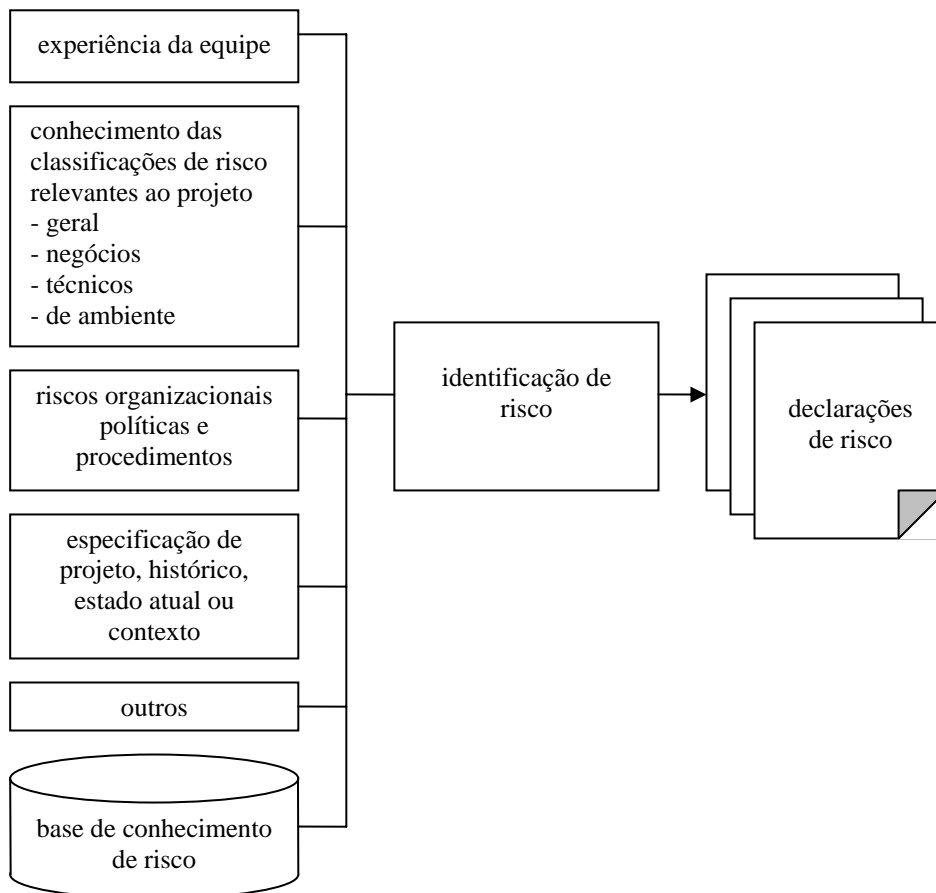 experiência da equipe
conhecimento das
classificações de risco
relevantes ao projeto
- geral
- negócios
- técnicos
- de ambiente
riscos organizacionais
políticas e
procedimentos
especificação de
projeto, histórico,
estado atual ou
contexto
outros
base de conhecimento
de risco
identificação de
risco
declarações
de risco